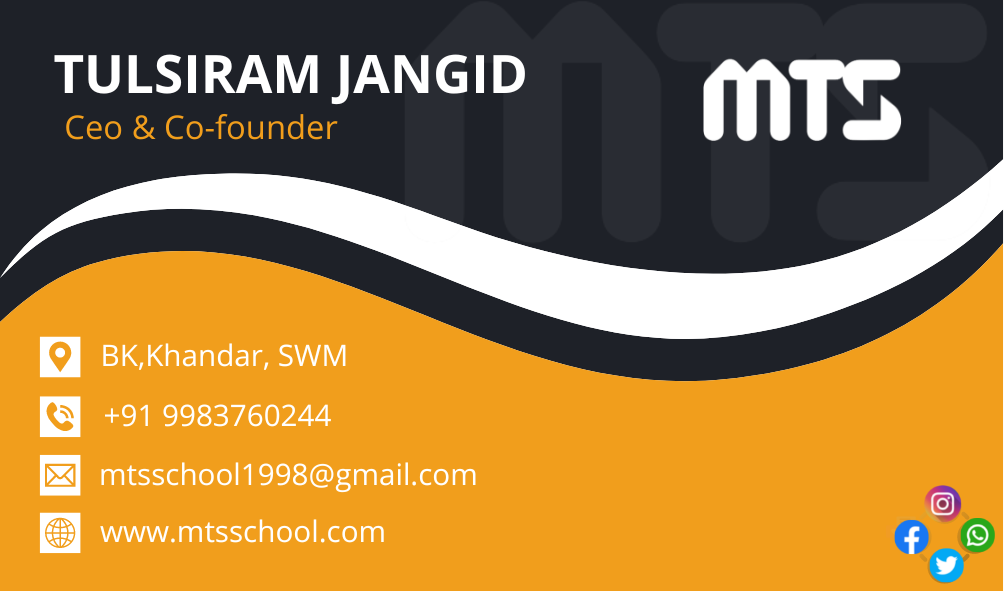 TULSIRAM JANGID
Ceo & Co-founder
MTS
BK,Khandar, SWM
+91 9983760244
mtsschool1998@gmail.com
www.mtsschool.com